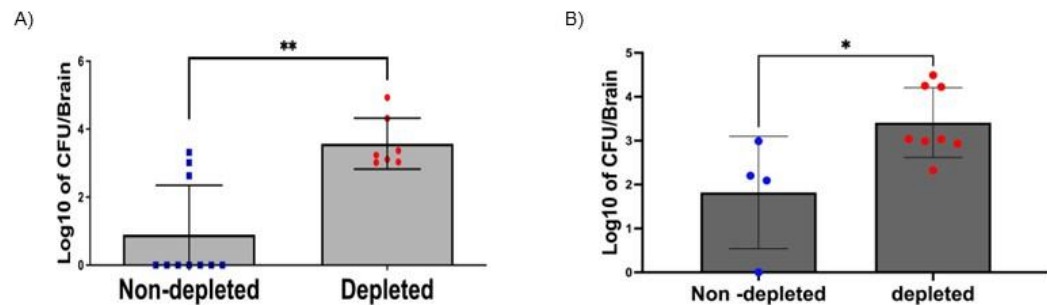 A)
**
Log10 of CFU/Brain
6
4
2
0
Non-depleted Depleted
B)
*
Log10 of CFU/Brain
5
4
3
2
1
0
Non -depleted depleted